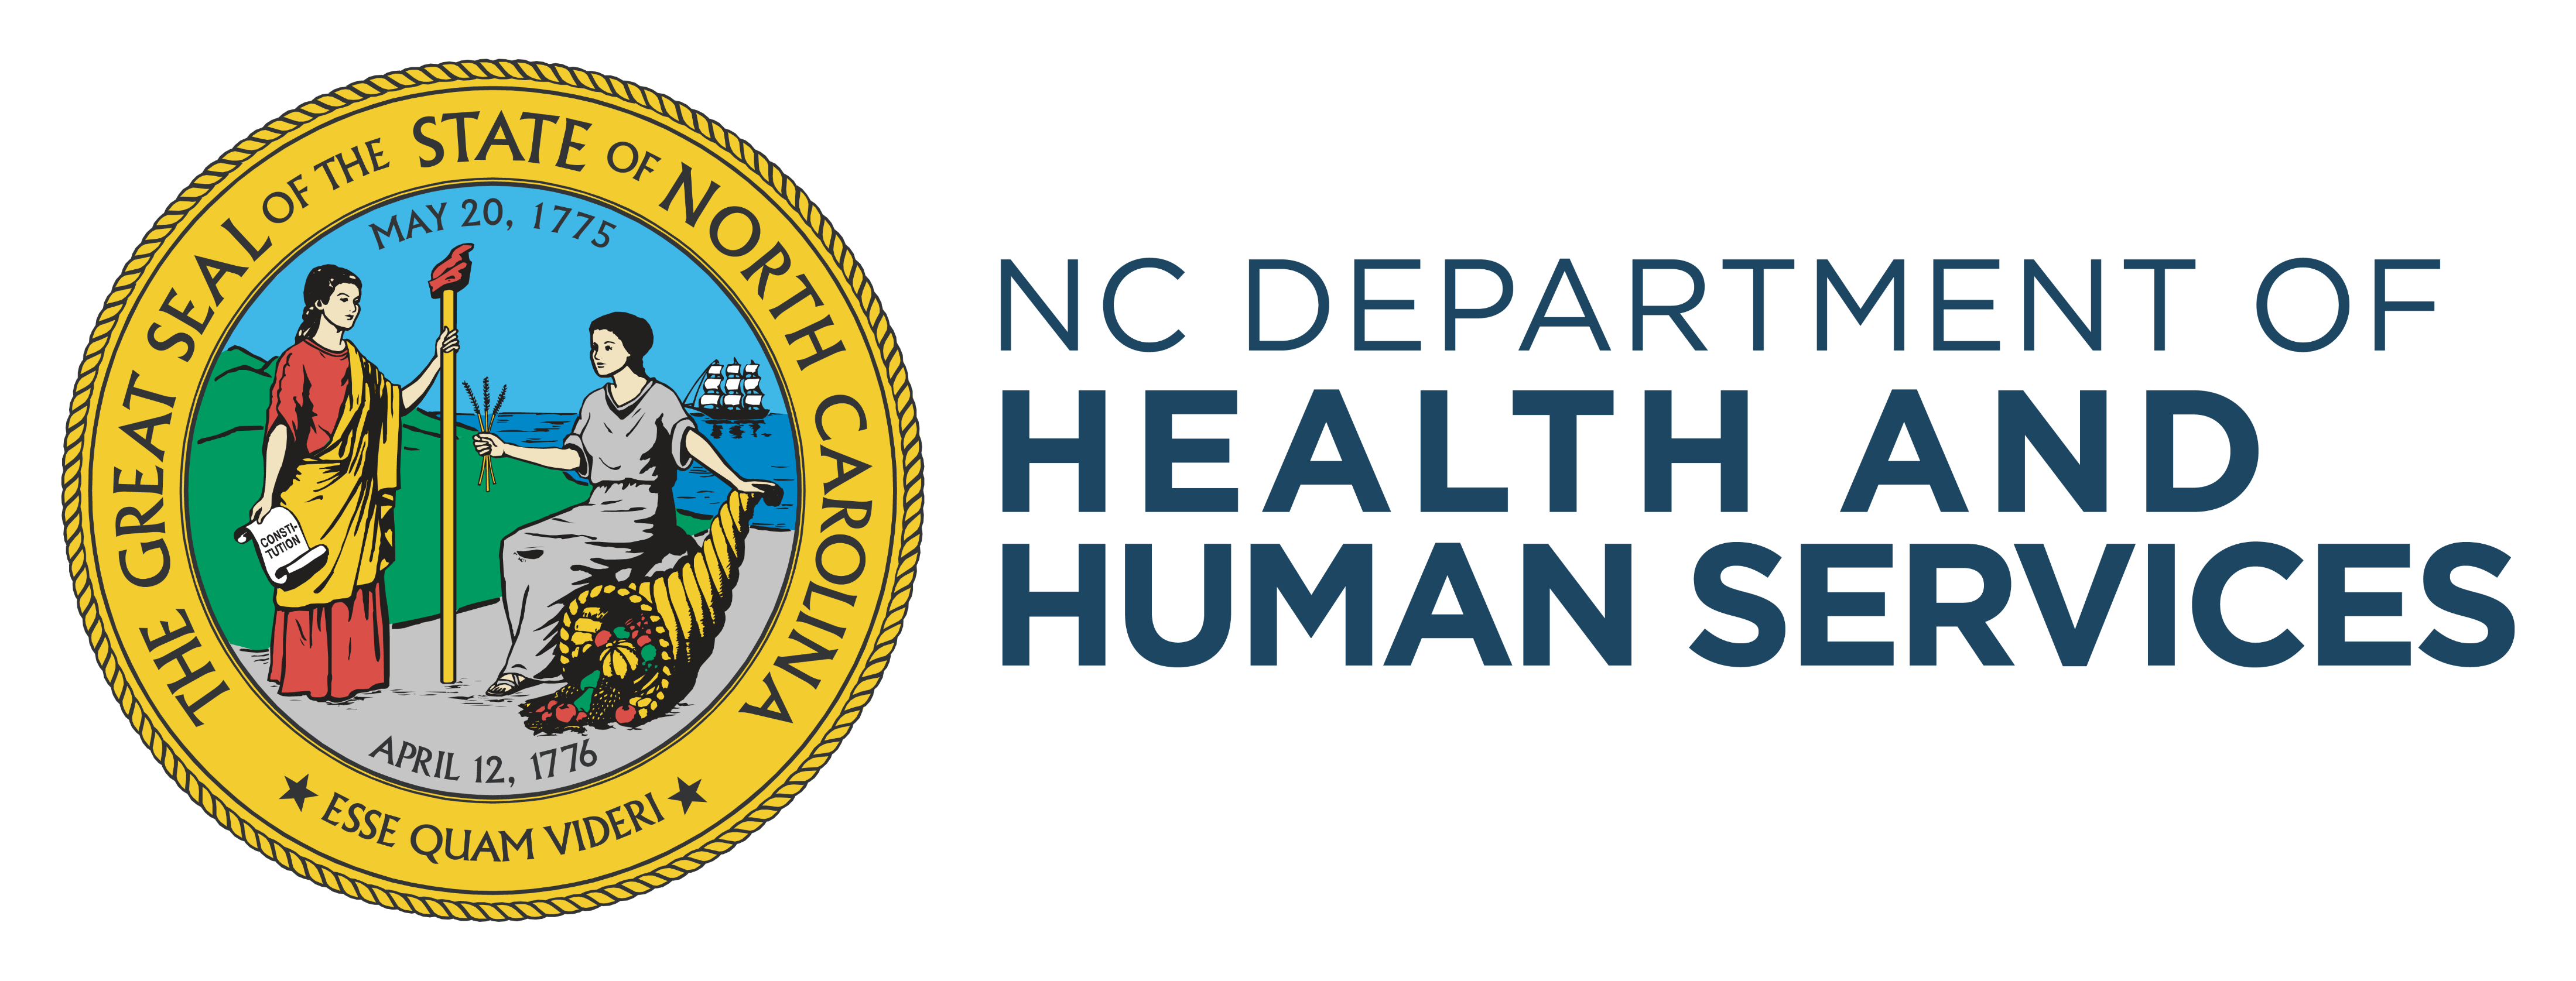 THE GREAT SEAL OF THE STATE OF NORTH CAROLINA
MAY 20, 1775
CONSTI-
TUTION
APRIL 12, 1776
★ ESSE QUAM VIDERI ★
NC DEPARTMENT OF
HEALTH AND
HUMAN SERVICES